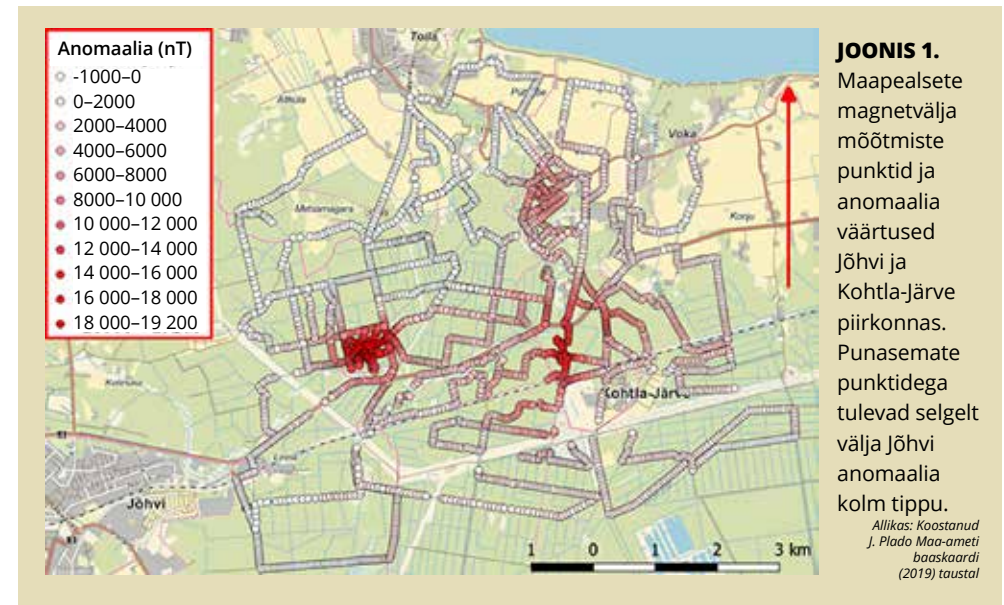 Anomaalia (nT)
-1000–0
0–2000
2000–4000
4000–6000
6000–8000
8000–10 000
10 000–12 000
12 000–14 000
14 000–16 000
16 000–18 000
18 000–19 200
Toila
Voka
Konju
Metsamägara
Kohtla-Järve
Jõhvi
1 0 1 2 3 km
JOONIS 1.
Maapealsete
magnetvälja
mõõtmiste
punktid ja
anomaalia
väärtused
Jõhvi ja
Kohtla-Järve
piirkonnas.
Punasemate
punktidega
tulevad selgelt
välja Jõhvi
anomaalia
kolm tippu.
Allikas: Koostanud
J. Plado Maa-ameti
baaskaardi
(2019) taustal